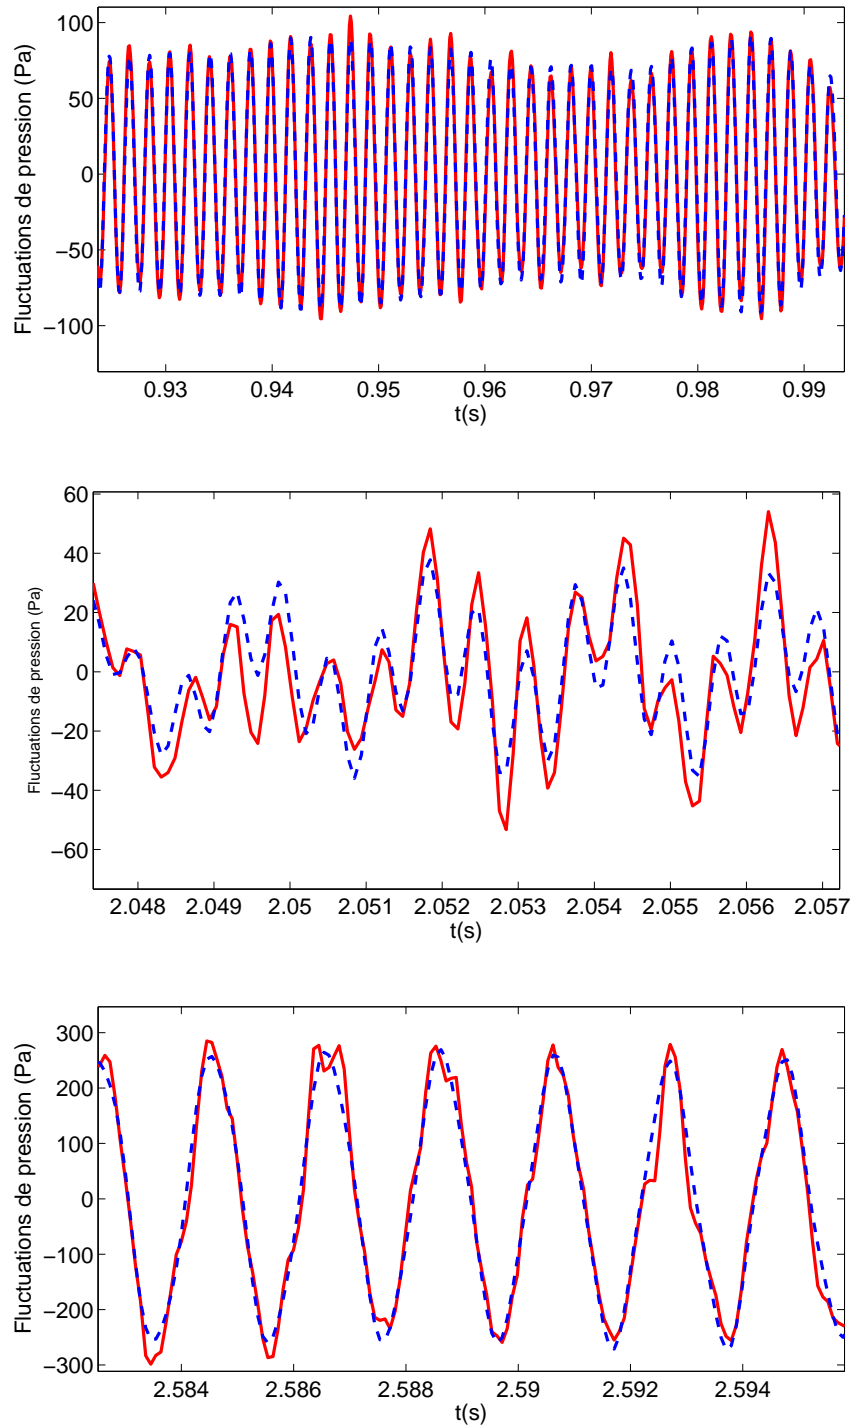 Fluctuations de pression (Pa)
100
50
0
−50
−100
0.93 0.94 0.95 0.96 0.97 0.98 0.99
t(s)
Fluctuations de pression (Pa)
60
40
20
0
−20
−40
−60
2.048 2.049 2.05 2.051 2.052 2.053 2.054 2.055 2.056 2.057
t(s)
Fluctuations de pression (Pa)
300
200
100
0
−100
−200
−300
2.584 2.586 2.588 2.59 2.592 2.594
t(s)